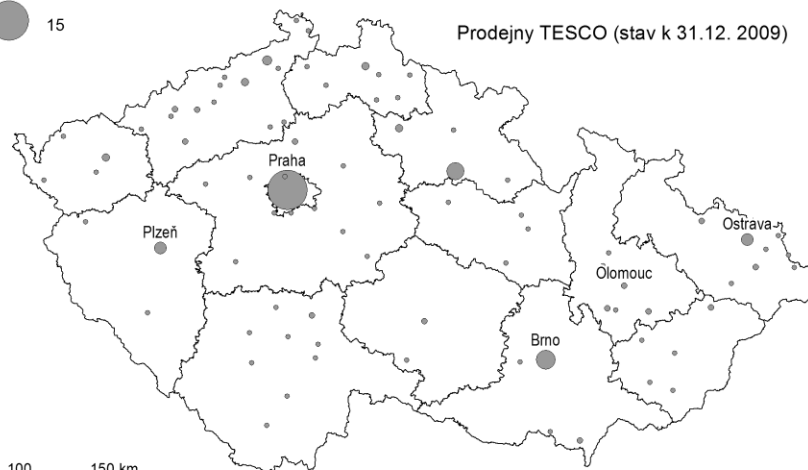 15
Prodejny TESCO (stav k 31.12. 2009)
Praha
Plzeň
Ostrava
Olomouc
Brno
100 150 km